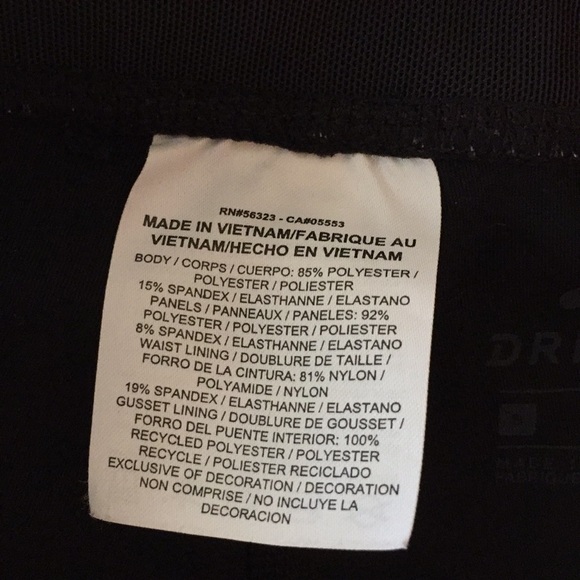 RN#56323 - CA#05553
MADE IN VIETNAM/FABRIQUE AU
VIETNAM/HECHO EN VIETNAM
BODY / CORPS / CUERPO: 85% POLYESTER /
POLYESTER / POLIESTER
15% SPANDEX / ELASTHANNE / ELASTANO
PANELS / PANNEAUX / PANELES: 92%
POLYESTER / POLYESTER / POLIESTER
8% SPANDEX / ELASTHANNE / ELASTANO
WAIST LINING / DOUBLURE DE TAILLE /
FORRO DE LA CINTURA: 81% NYLON /
POLYAMIDE / NYLON
19% SPANDEX / ELASTHANNE / ELASTANO
GUSSET LINING / DOUBLURE DE GOUSSET /
FORRO DEL PUENTE INTERIOR: 100%
RECYCLED POLYESTER / POLYESTER
RECYCLE / POLIESTER RECICLADO
EXCLUSIVE OF DECORATION / DECORATION
NON COMPRISE / NO INCLUYE LA
DECORACION
DR
MADE